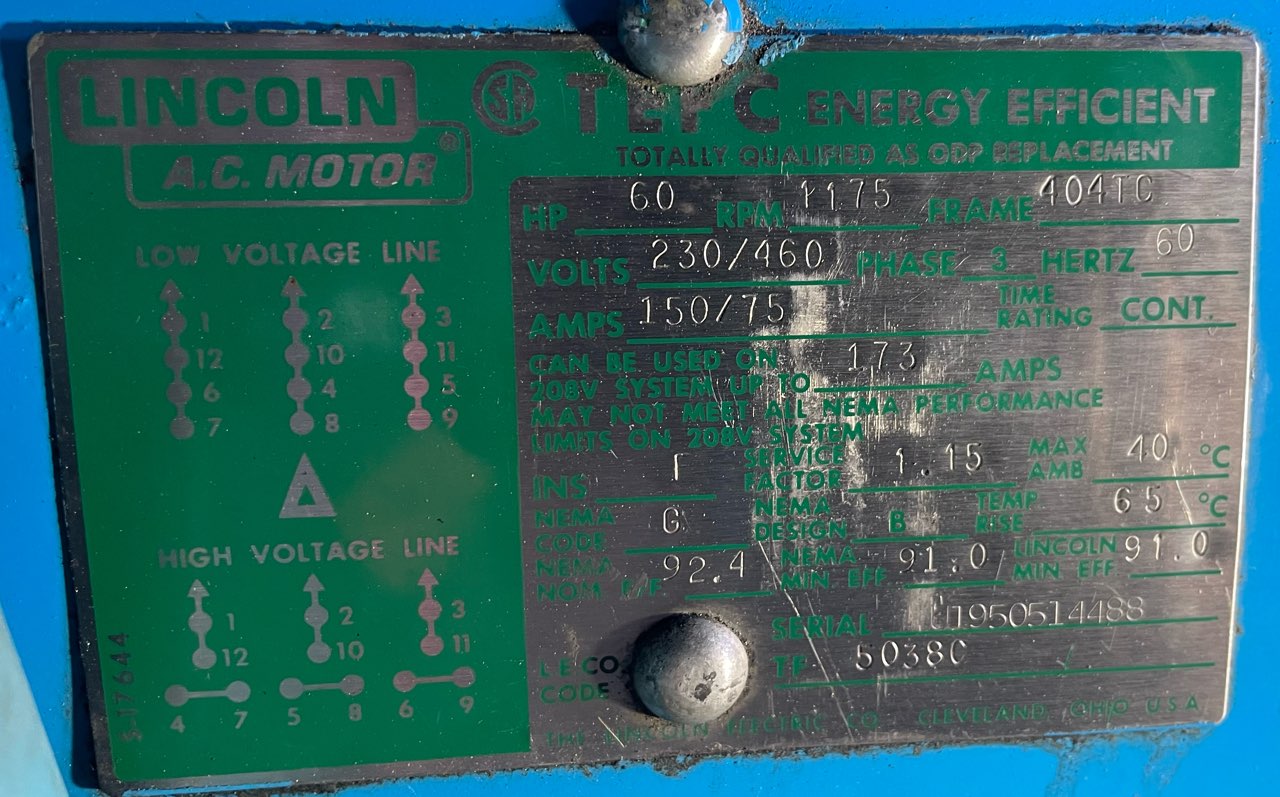 LINCOLN
A.C. MOTOR®
TEFC ENERGY EFFICIENT
TOTALLY QUALIFIED AS ODP REPLACEMENT
LOW VOLTAGE LINE
1 2 3
12 10 11
6 4 5
7 8 9
HIGH VOLTAGE LINE
1 2 3
12 10 11
4 7 5 8 6 9
S-17644
HP 60 RPM 1175 FRAME 404TC
VOLTS 230/460 PHASE 3 HERTZ 60
AMPS 150/75 TIME RATING CONT.
CAN BE USED ON
208V SYSTEM UP TO 173 AMPS
MAY NOT MEET ALL NEMA PERFORMANCE
LIMITS ON 208V SYSTEM
INS SERVICE FACTOR 1.15 MAX AMB 40 °C
NEMA CODE G NEMA DESIGN B TEMP RISE 65 °C
NEMA NOM EFF 92.4 NEMA MIN EFF 91.0 LINCOLN MIN EFF 91.0
SERIAL 1950514488
LECO CODE TF- 5038C
THE LINCOLN ELECTRIC CO. CLEVELAND, OHIO U.S.A.